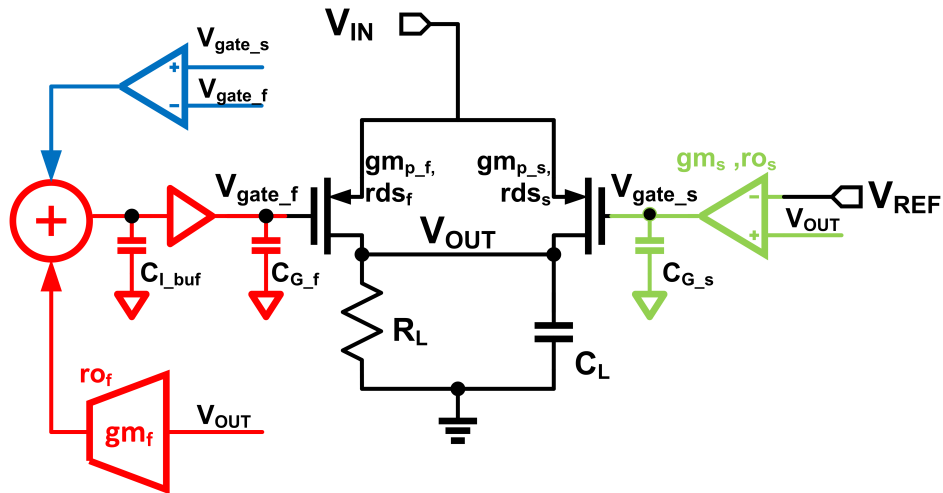 V_IN
V_gate_s
V_gate_f
+
−
gm_p_f,
rds_f
gm_p_s,
rds_s
gm_s ,ro_s
V_gate_f
V_gate_s
−
+
V_REF
V_OUT
+
V_OUT
C_I_buf
C_G_f
C_G_s
R_L
C_L
ro_f
gm_f
V_OUT